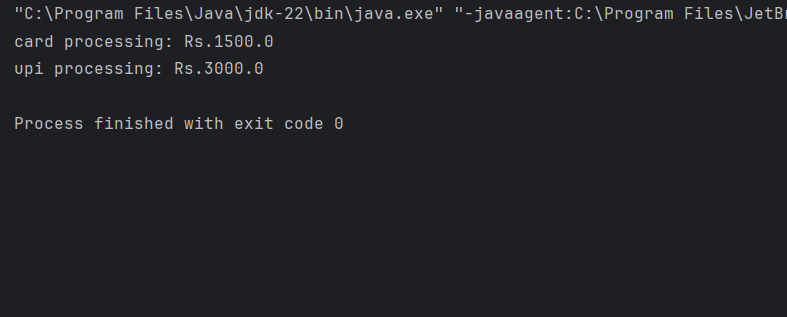 "C:\Program Files\Java\jdk-22\bin\java.exe" "-javaagent:C:\Program Files\JetBr
card processing: Rs.1500.0
upi processing: Rs.3000.0
Process finished with exit code 0